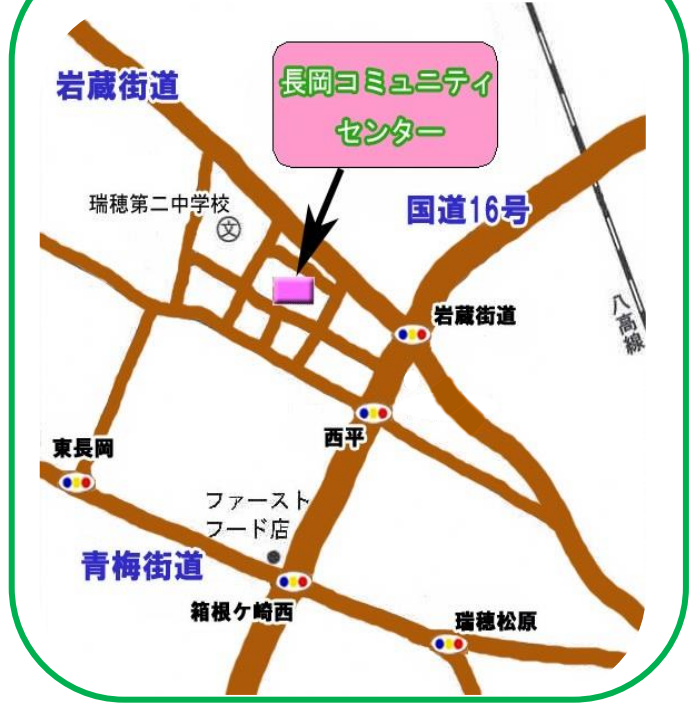 岩蔵街道
長岡コミュニティ
センター
瑞穂第二中学校
文
国道16号
八高線
岩蔵街道
西平
東長岡
ファースト
フード店
青梅街道
箱根ケ崎西
瑞穂松原